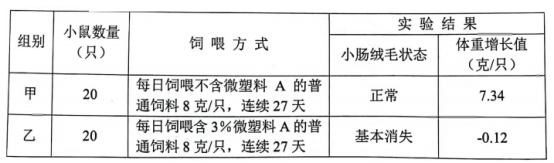 组别 小鼠数量（只） 饲喂方式 实验结果
小肠绒毛状态 体重增长值（克/只）
甲 20 每日饲喂不含微塑料 A 的普通饲料 8 克/只，连续 27 天 正常 7.34
乙 20 每日饲喂含 3％微塑料 A 的普通饲料 8 克/只，连续 27 天 基本消失 -0.12